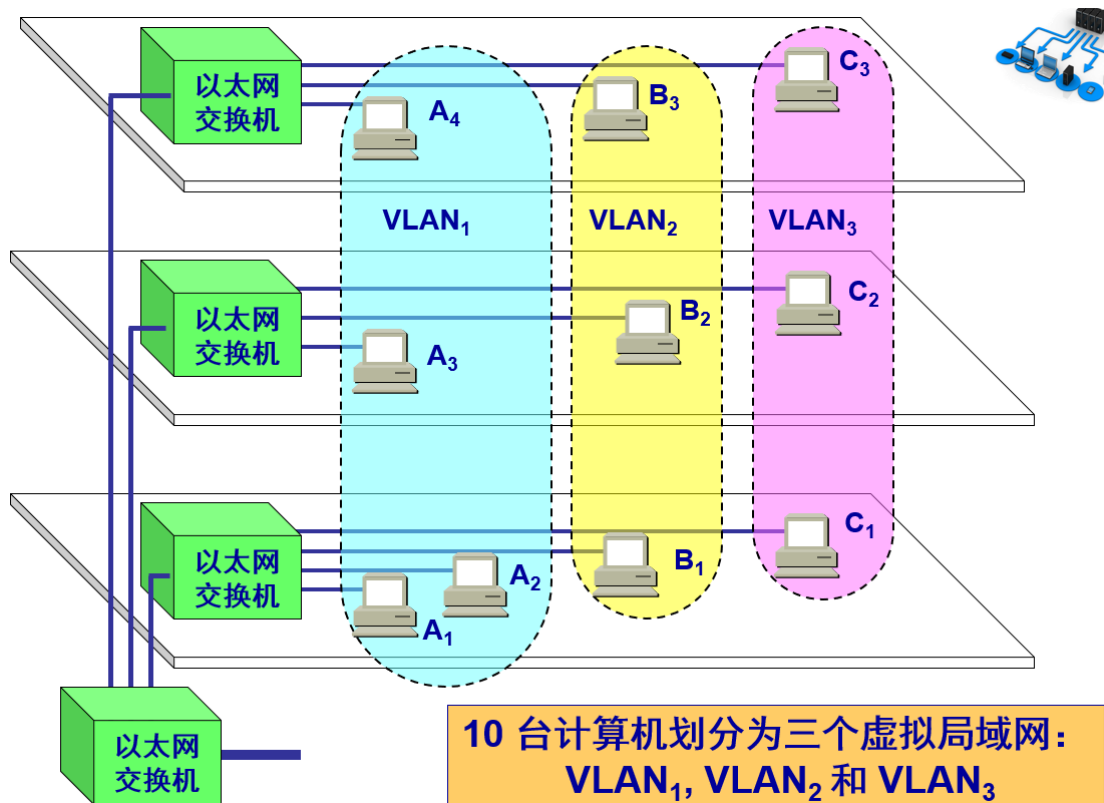 以太网
交换机
A₄
B₃
C₃
VLAN₁
VLAN₂
VLAN₃
以太网
交换机
A₃
B₂
C₂
以太网
交换机
A₁
A₂
B₁
C₁
以太网
交换机
10 台计算机划分为三个虚拟局域网：
VLAN₁, VLAN₂ 和 VLAN₃